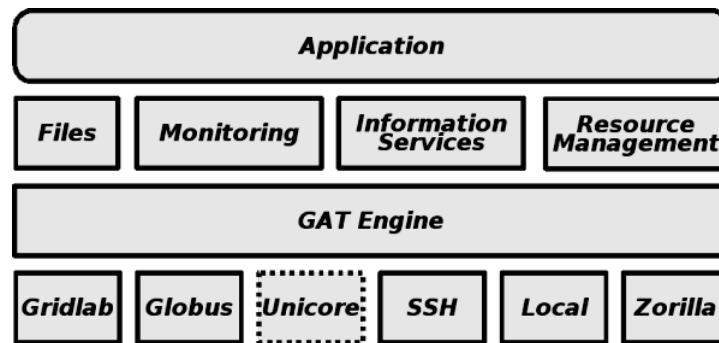 Application
Files
Monitoring
Information
Services
Resource
Management
GAT Engine
Gridlab
Globus
Unicore
SSH
Local
Zorilla